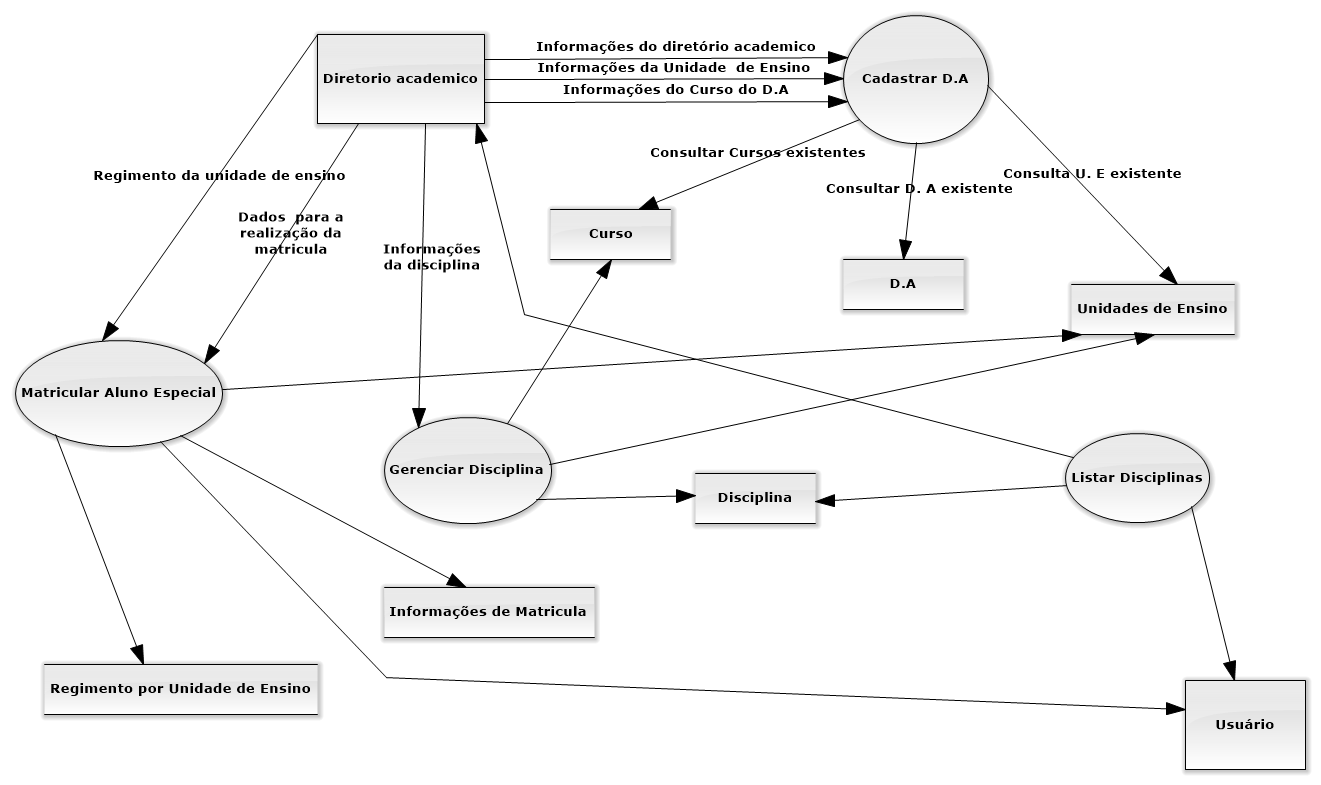 Informações do diretório academico
Diretorio academico
Informações da Unidade  de Ensino
Cadastrar D.A
Informações do Curso do D.A
Consultar Cursos existentes
Regimento da unidade de ensino
Consulta U. E existente
Consultar D. A existente
Dados  para a
realização da
matricula
Curso
Informações
da disciplina
D.A
Unidades de Ensino
Matricular Aluno Especial
Gerenciar Disciplina
Listar Disciplinas
Disciplina
Informações de Matricula
Regimento por Unidade de Ensino
Usuário